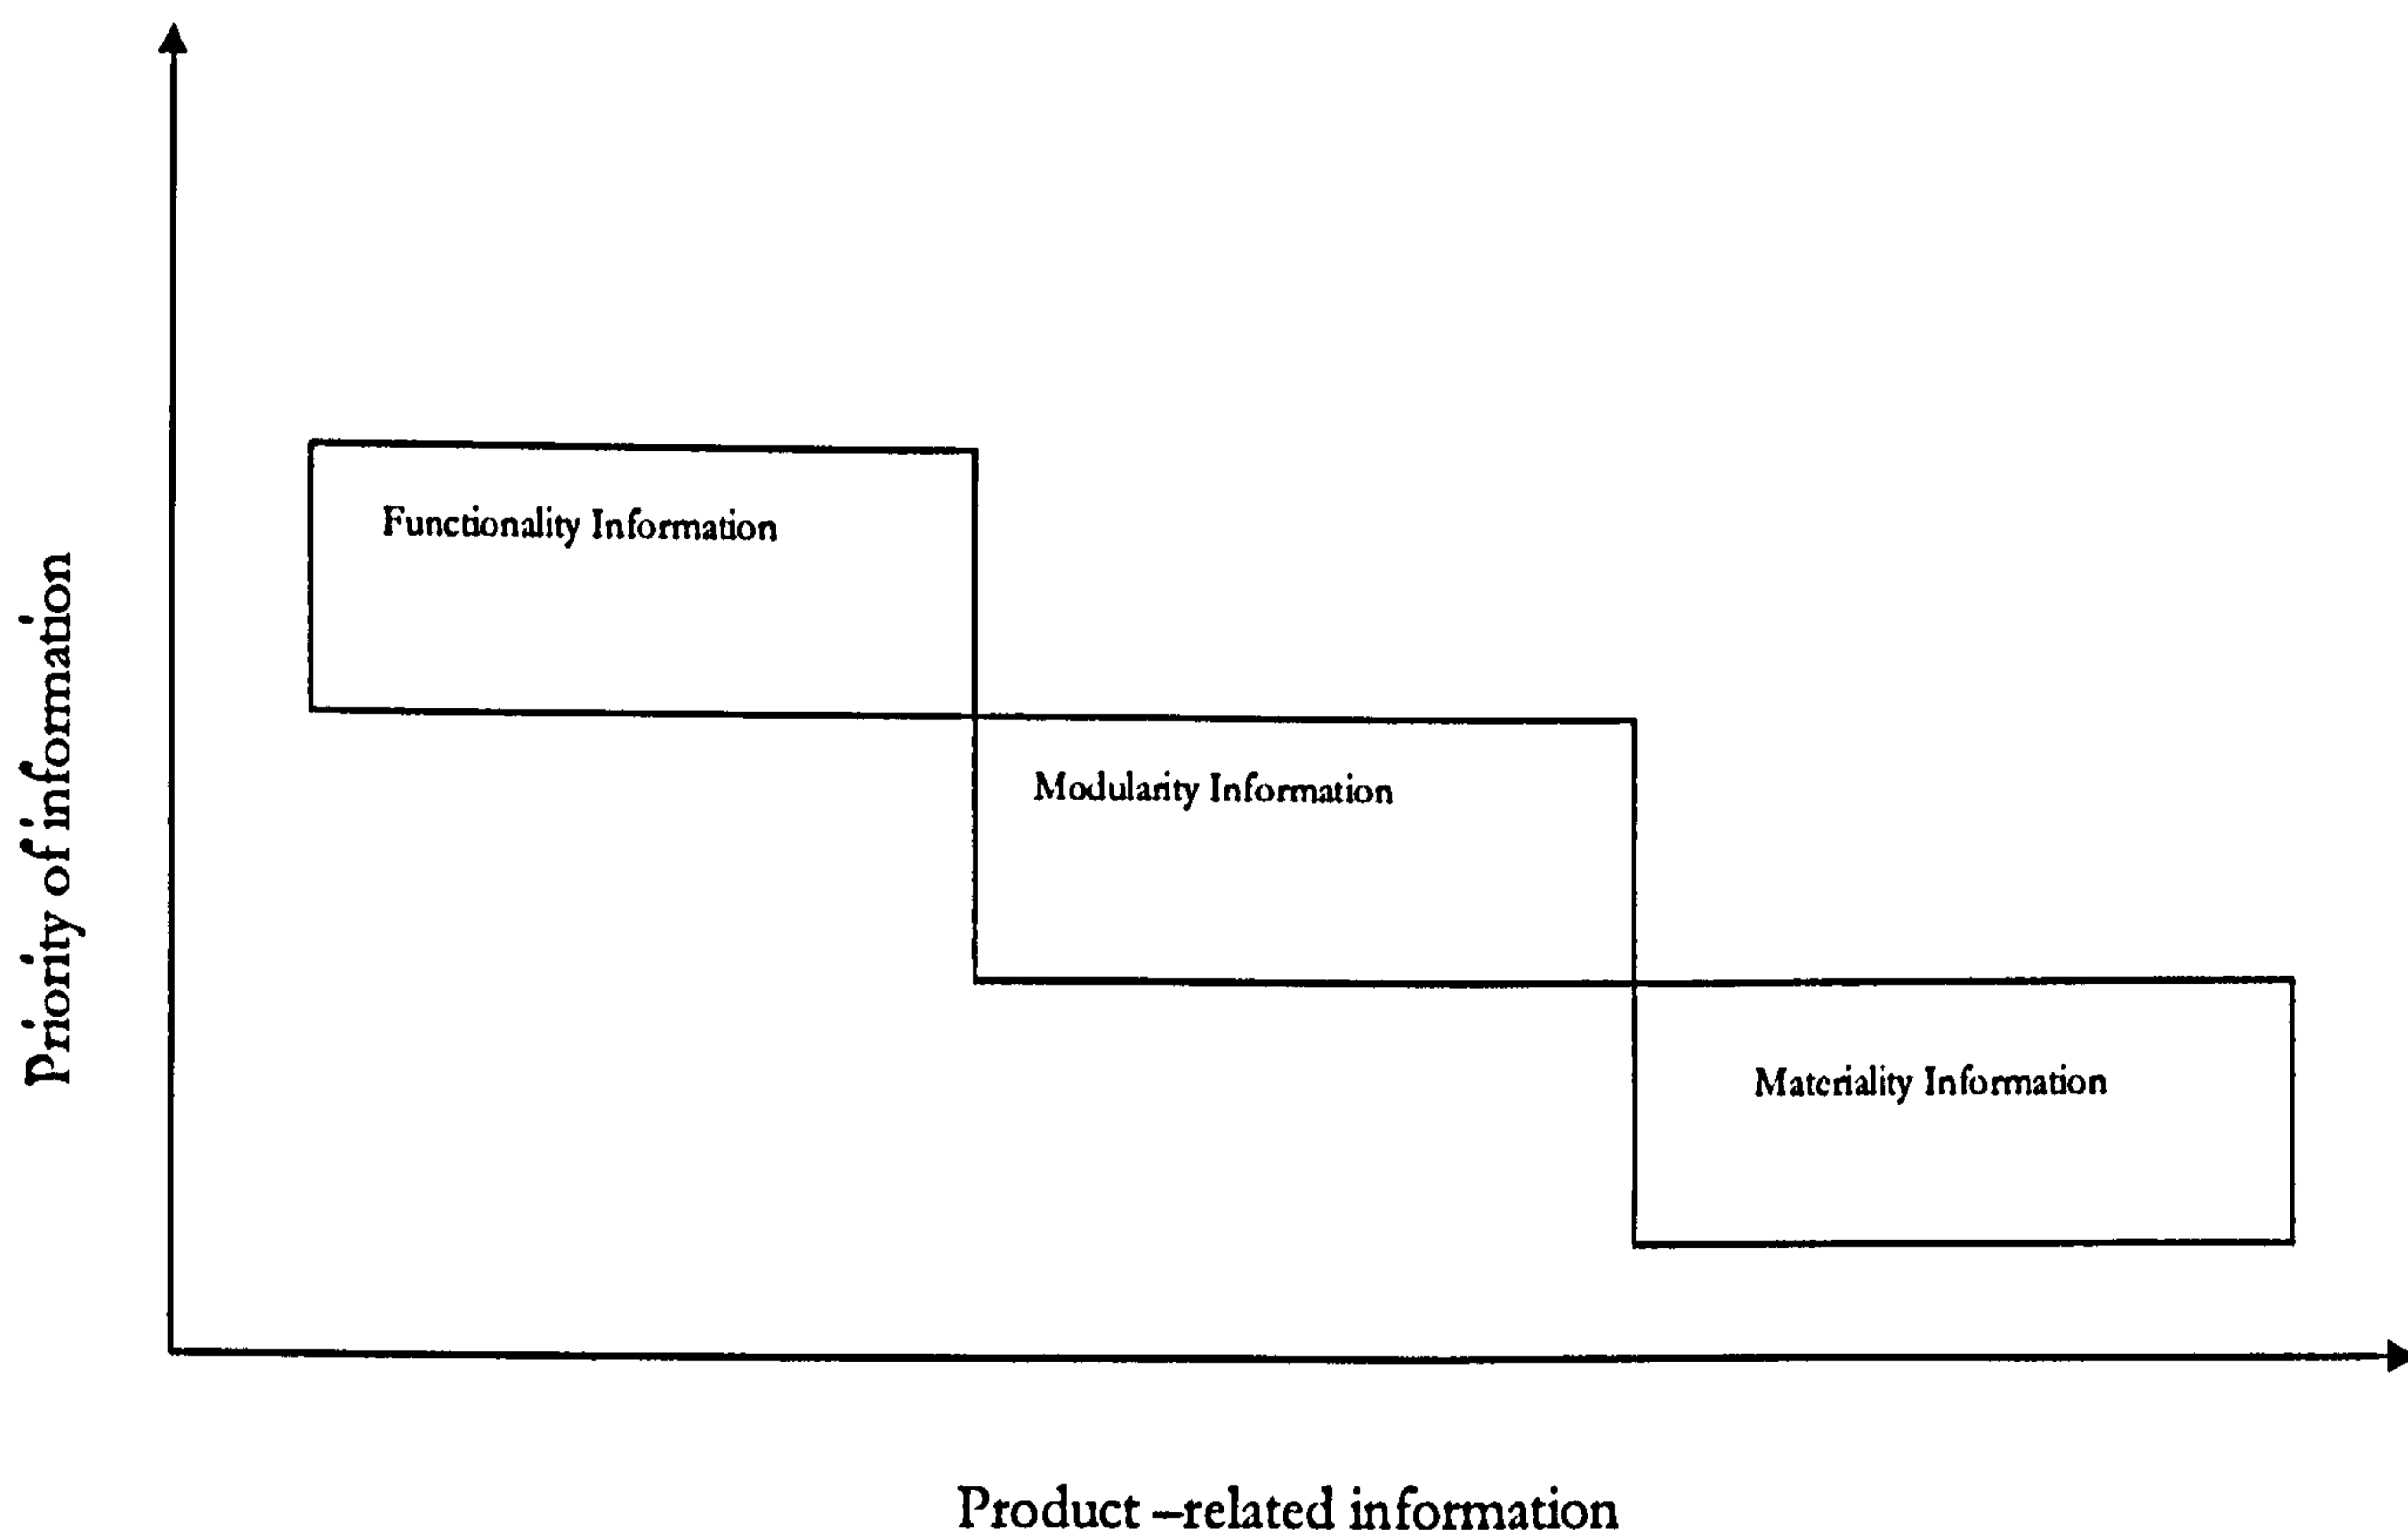 Priority of information
Functionality Information
Modularity Information
Materiality Information
Product –related information